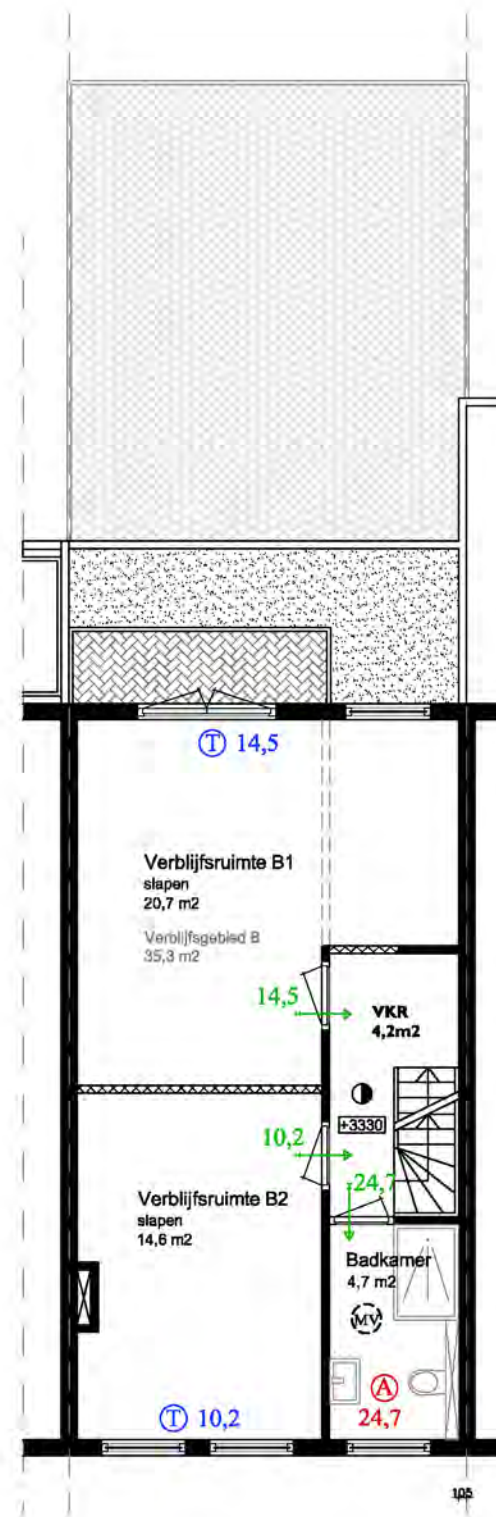 T 14,5
Verblijfsruimte B1
slapen
20,7 m2
Verblijfsgebied B
35,3 m2
14,5
VKR
4,2m2
+3330
10,2
24,7
Verblijfsruimte B2
slapen
14,6 m2
Badkamer
4,7 m2
MV
A
24,7
T 10,2
105